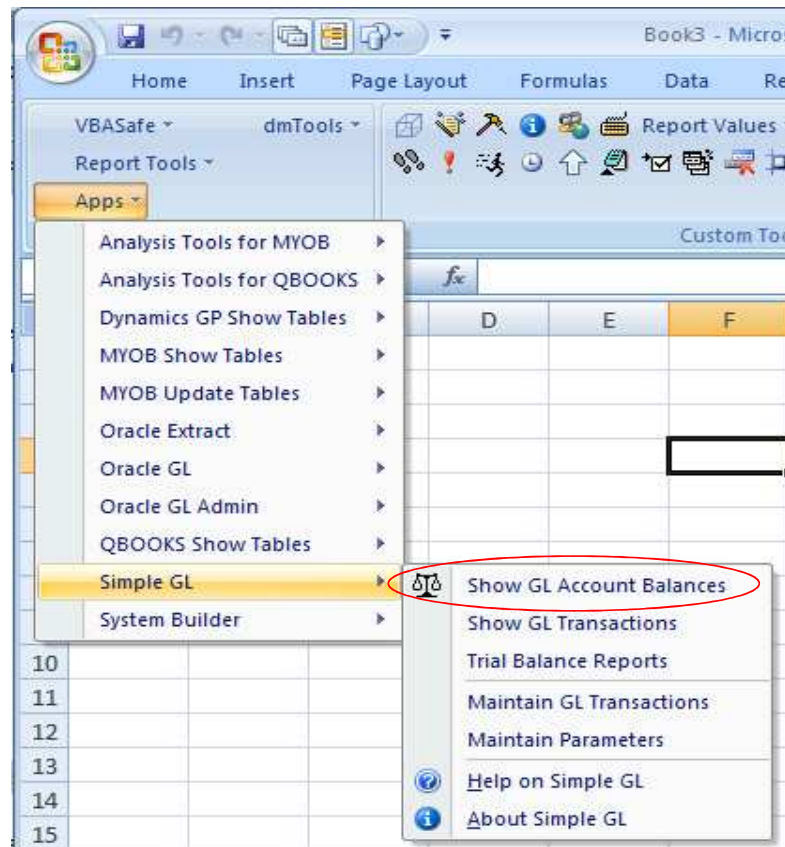 Book3 - Micro
Home Insert Page Layout Formulas Data Re
VBASafe dmTools Report Values
Report Tools
Apps
Custom Too
Analysis Tools for MYOB
Analysis Tools for QBOOKS
Dynamics GP Show Tables
MYOB Show Tables
MYOB Update Tables
Oracle Extract
Oracle GL
Oracle GL Admin
QBOOKS Show Tables
Simple GL
System Builder
fx
D E F
Show GL Account Balances
Show GL Transactions
Trial Balance Reports
Maintain GL Transactions
Maintain Parameters
Help on Simple GL
About Simple GL
10
11
12
13
14
15